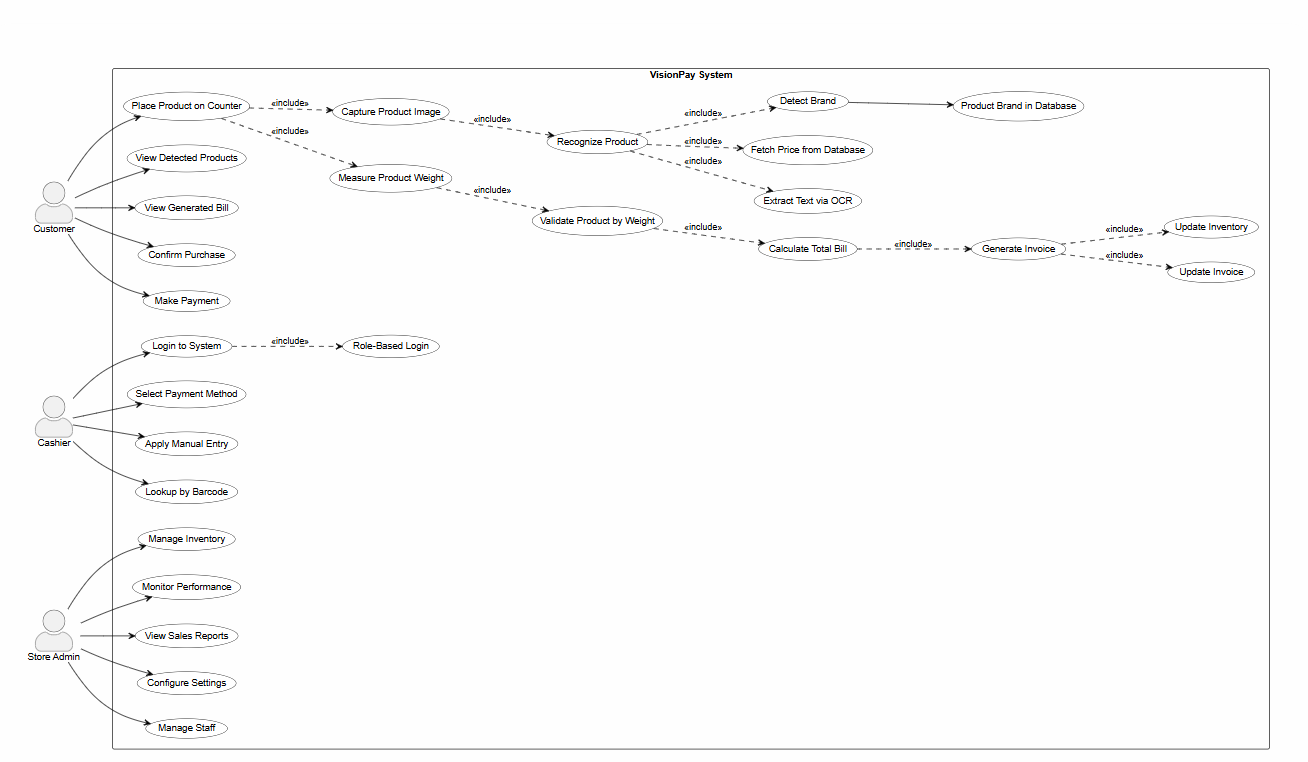 VisionPay System
Place Product on Counter
«include»
Capture Product Image
«include»
Detect Brand
Product Brand in Database
«include»
«include»
Recognize Product
«include»
Fetch Price from Database
View Detected Products
«include»
Measure Product Weight
«include»
Extract Text via OCR
Customer
View Generated Bill
Validate Product by Weight
«include»
Calculate Total Bill
«include»
Generate Invoice
«include»
Update Inventory
«include»
Update Invoice
Confirm Purchase
Make Payment
Login to System
«include»
Role-Based Login
Select Payment Method
Cashier
Apply Manual Entry
Lookup by Barcode
Manage Inventory
Monitor Performance
Store Admin
View Sales Reports
Configure Settings
Manage Staff